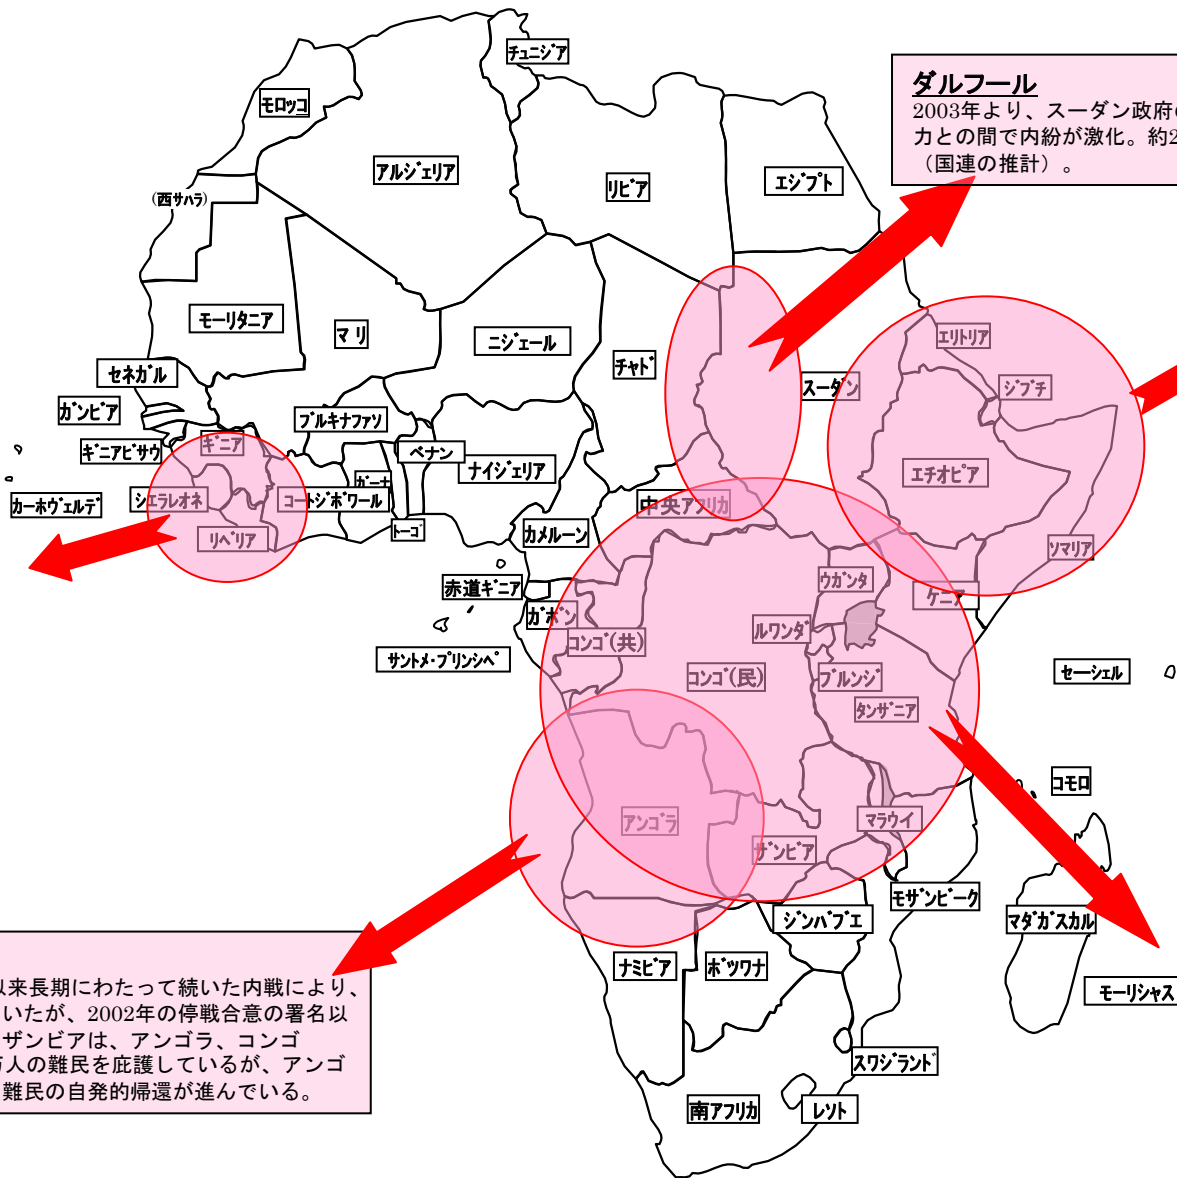 チュニジア
モロッコ
ダルフール
2003年より、スーダン政府
力との間で内紛が激化。約2
（国連の推計）。
アルジェリア
リビア
エジプト
(西サハラ)
モーリタニア
マリ
ニジェール
チャド
スーダン
エリトリア
ジブチ
セネガル
ガンビア
ギニアビサウ
ギニア
ブルキナファソ
ベナン
ナイジェリア
エチオピア
カーホヴェルデ
シエラレオネ
コートジボワール
ガーナ
トーゴ
リベリア
カメルーン
中央アフリカ
ソマリア
赤道ギニア
ガボン
コンゴ(共)
ウガンダ
ケニア
ルワンダ
サントメ・プリンシペ
コンゴ(民)
ブルンジ
タンザニア
セーシェル
コモロ
アンゴラ
マラウイ
ザンビア
モザンビーク
ジンバブエ
マダガスカル
ナミビア
ボツワナ
モーリシャス
以来長期にわたって続いた内戦により、
いたが、2002年の停戦合意の署名以
ザンビアは、アンゴラ、コンゴ
万人の難民を庇護しているが、アンゴ
難民の自発的帰還が進んでいる。
スワジランド
南アフリカ
レソト